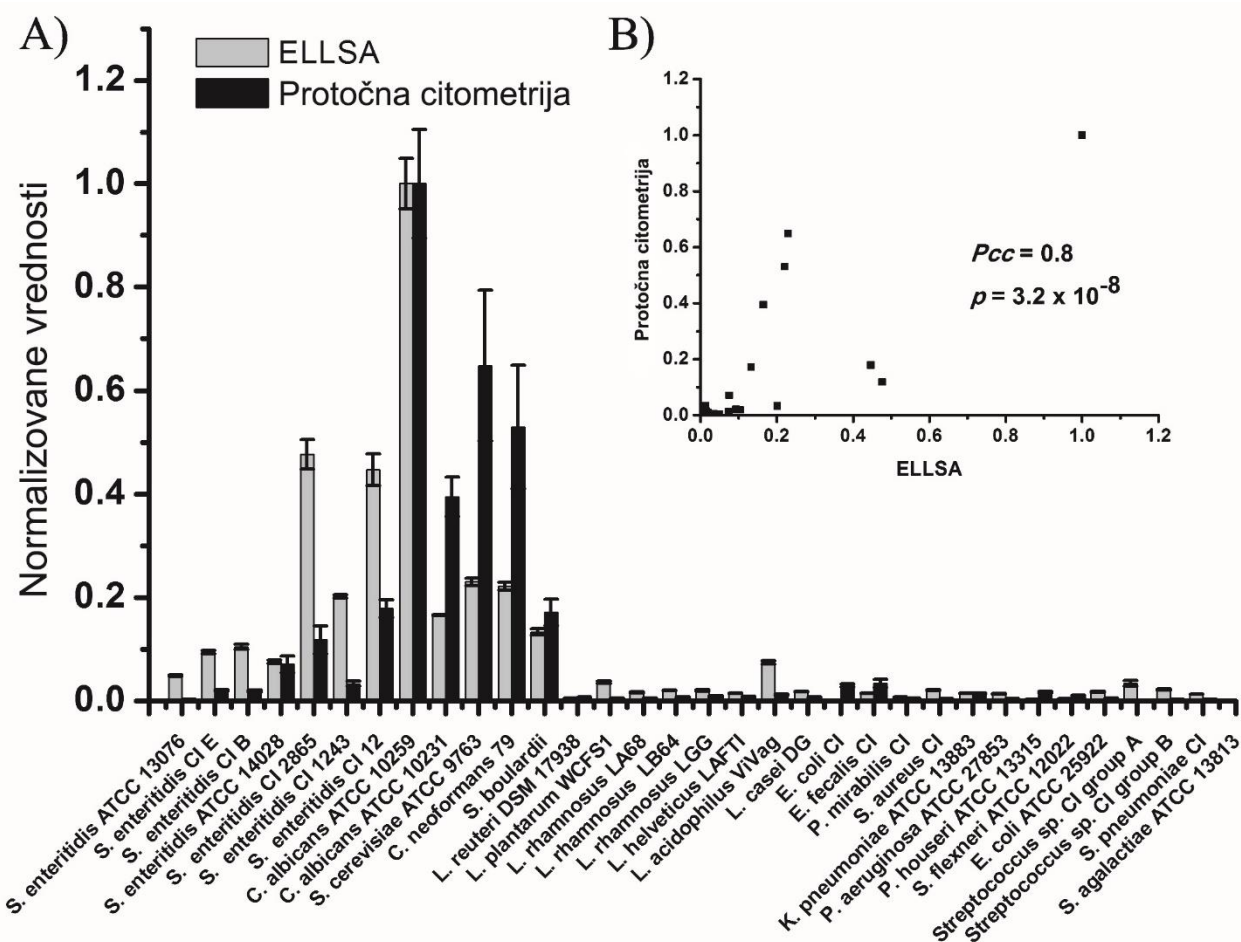 A)
ELLSA
Protočna citometrija
Normalizovane vrednosti
1.2
1.0
0.8
0.6
0.4
0.2
0.0
S. enteritidis ATCC 13076
S. enteritidis CI E
S. enteritidis CI B
S. enteritidis ATCC 14028
S. enteritidis CI 2865
S. enteritidis CI 1243
S. enteritidis CI 12
C. albicans ATCC 10259
C. albicans ATCC 10231
S. cerevisiae ATCC 9763
C. neoformans 79
S. boulardii
L. reuteri DSM 17938
L. plantarum WCFS1
L. rhamnosus LA68
L. rhamnosus LB64
L. rhamnosus LGG
L. helveticus LAFTI
L. acidophilus ViVag
L. casei DG
E. coli CI
E. fecalis CI
P. mirabilis CI
S. aureus CI
K. pneumoniae ATCC 13883
P. aeruginosa ATCC 27853
P. houseri ATCC 13315
S. flexneri ATCC 12022
E. coli ATCC 25922
Streptococcus sp. CI group A
Streptococcus sp. CI group B
S. pneumoniae CI
S. agalactiae ATCC 13813
B)
Protočna citometrija
1.2
1.0
0.8
0.6
0.4
0.2
0.0
Pcc = 0.8
p = 3.2 x 10⁻⁸
0.0 0.2 0.4 0.6 0.8 1.0 1.2
ELLSA